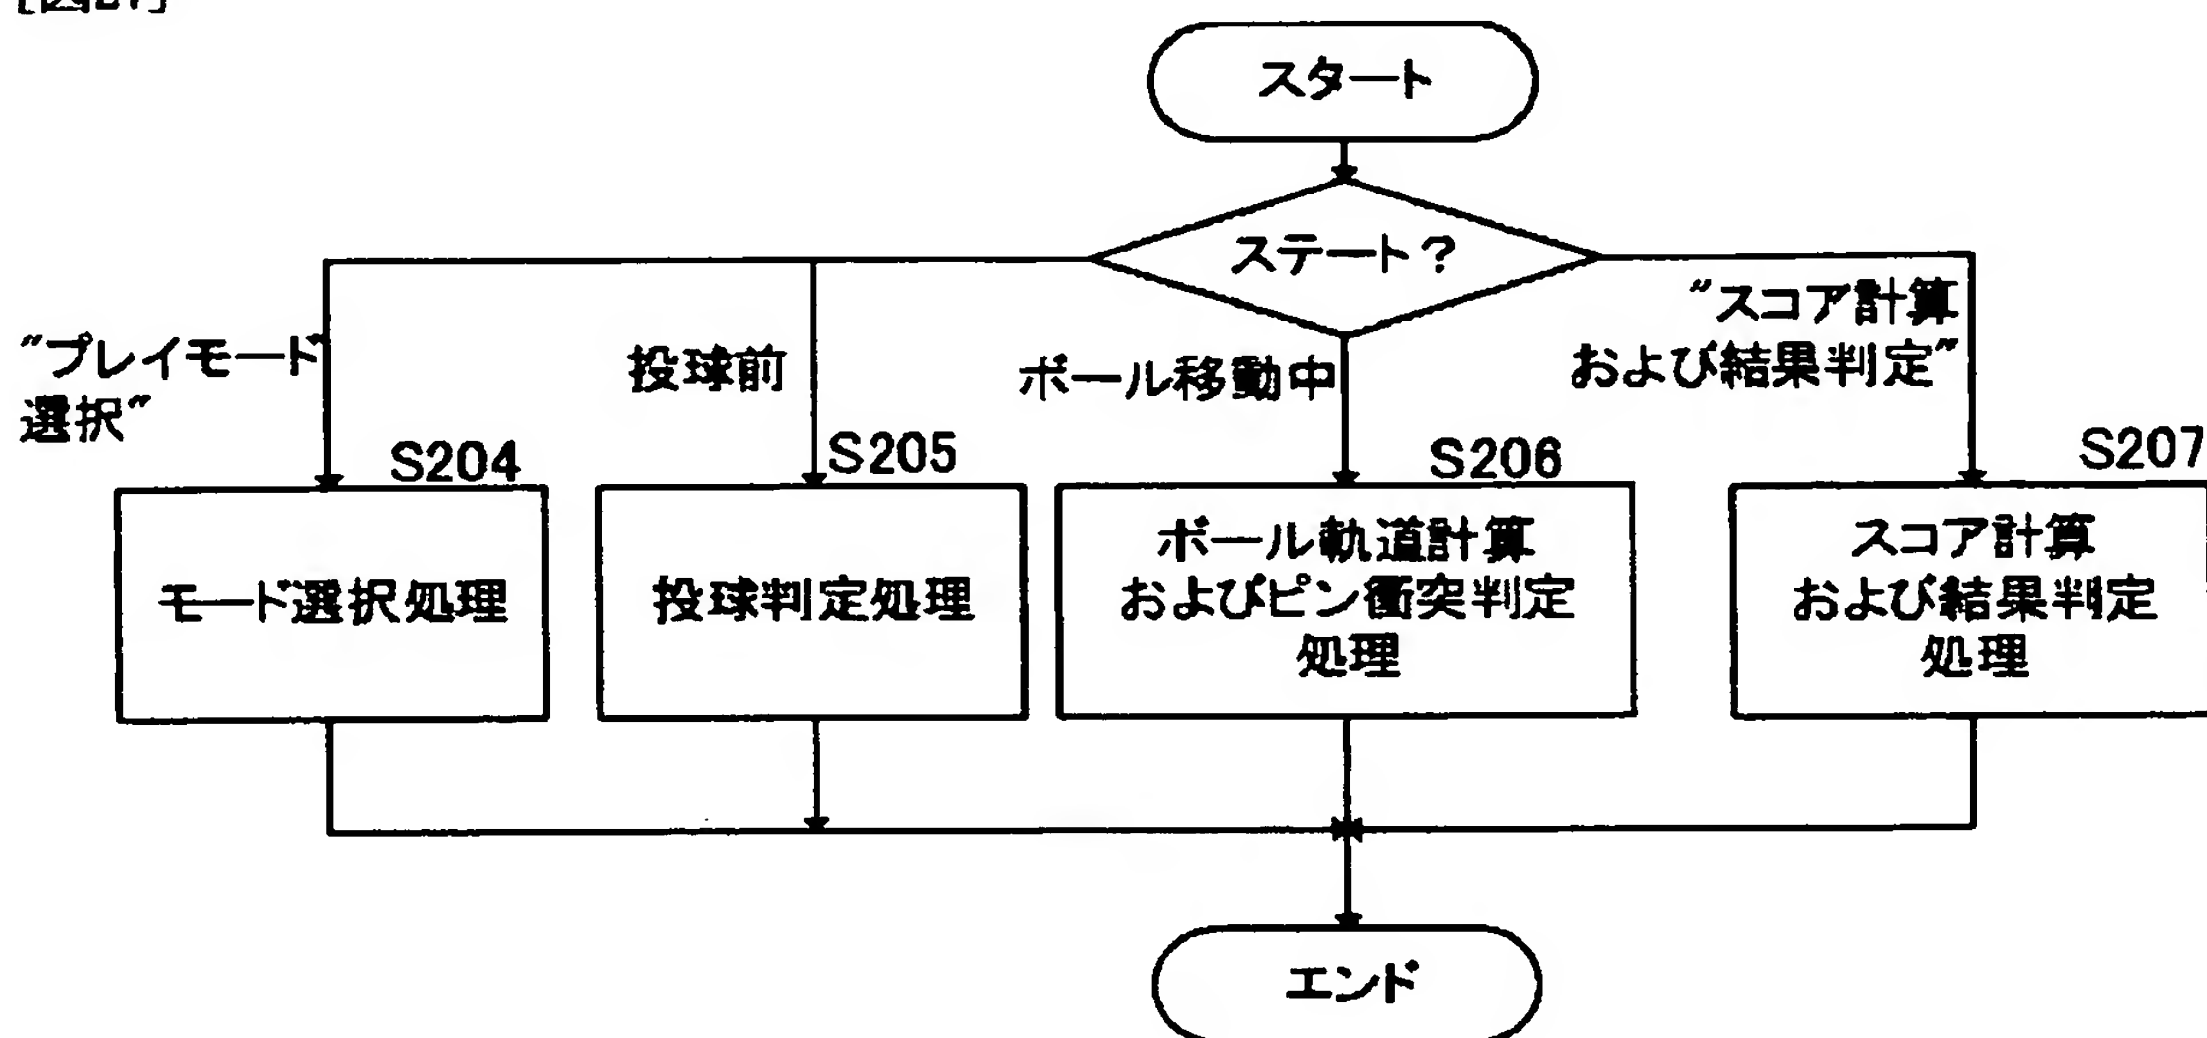 スタート
ステート？
"プレイモード
選択"
投球前
ボール移動中
"スコア計算
および結果判定"
S204
S205
S206
S207
モード選択処理
投球判定処理
ボール軌道計算
およびピン衝突判定
処理
スコア計算
および結果判定
処理
エンド